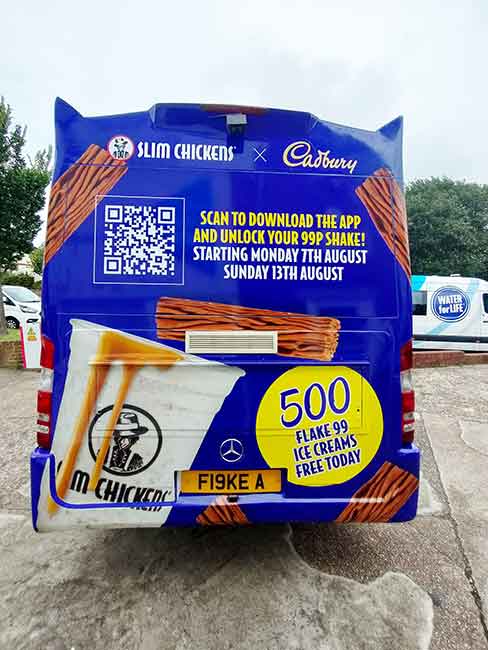 SLIM CHICKENS × Cadbury
SCAN TO DOWNLOAD THE APP
AND UNLOCK YOUR 99P SHAKE!
STARTING MONDAY 7TH AUGUST
SUNDAY 13TH AUGUST
WATER
for LIFE
500
FLAKE 99
ICE CREAMS
FREE TODAY
M CHICKENS
F19KE A